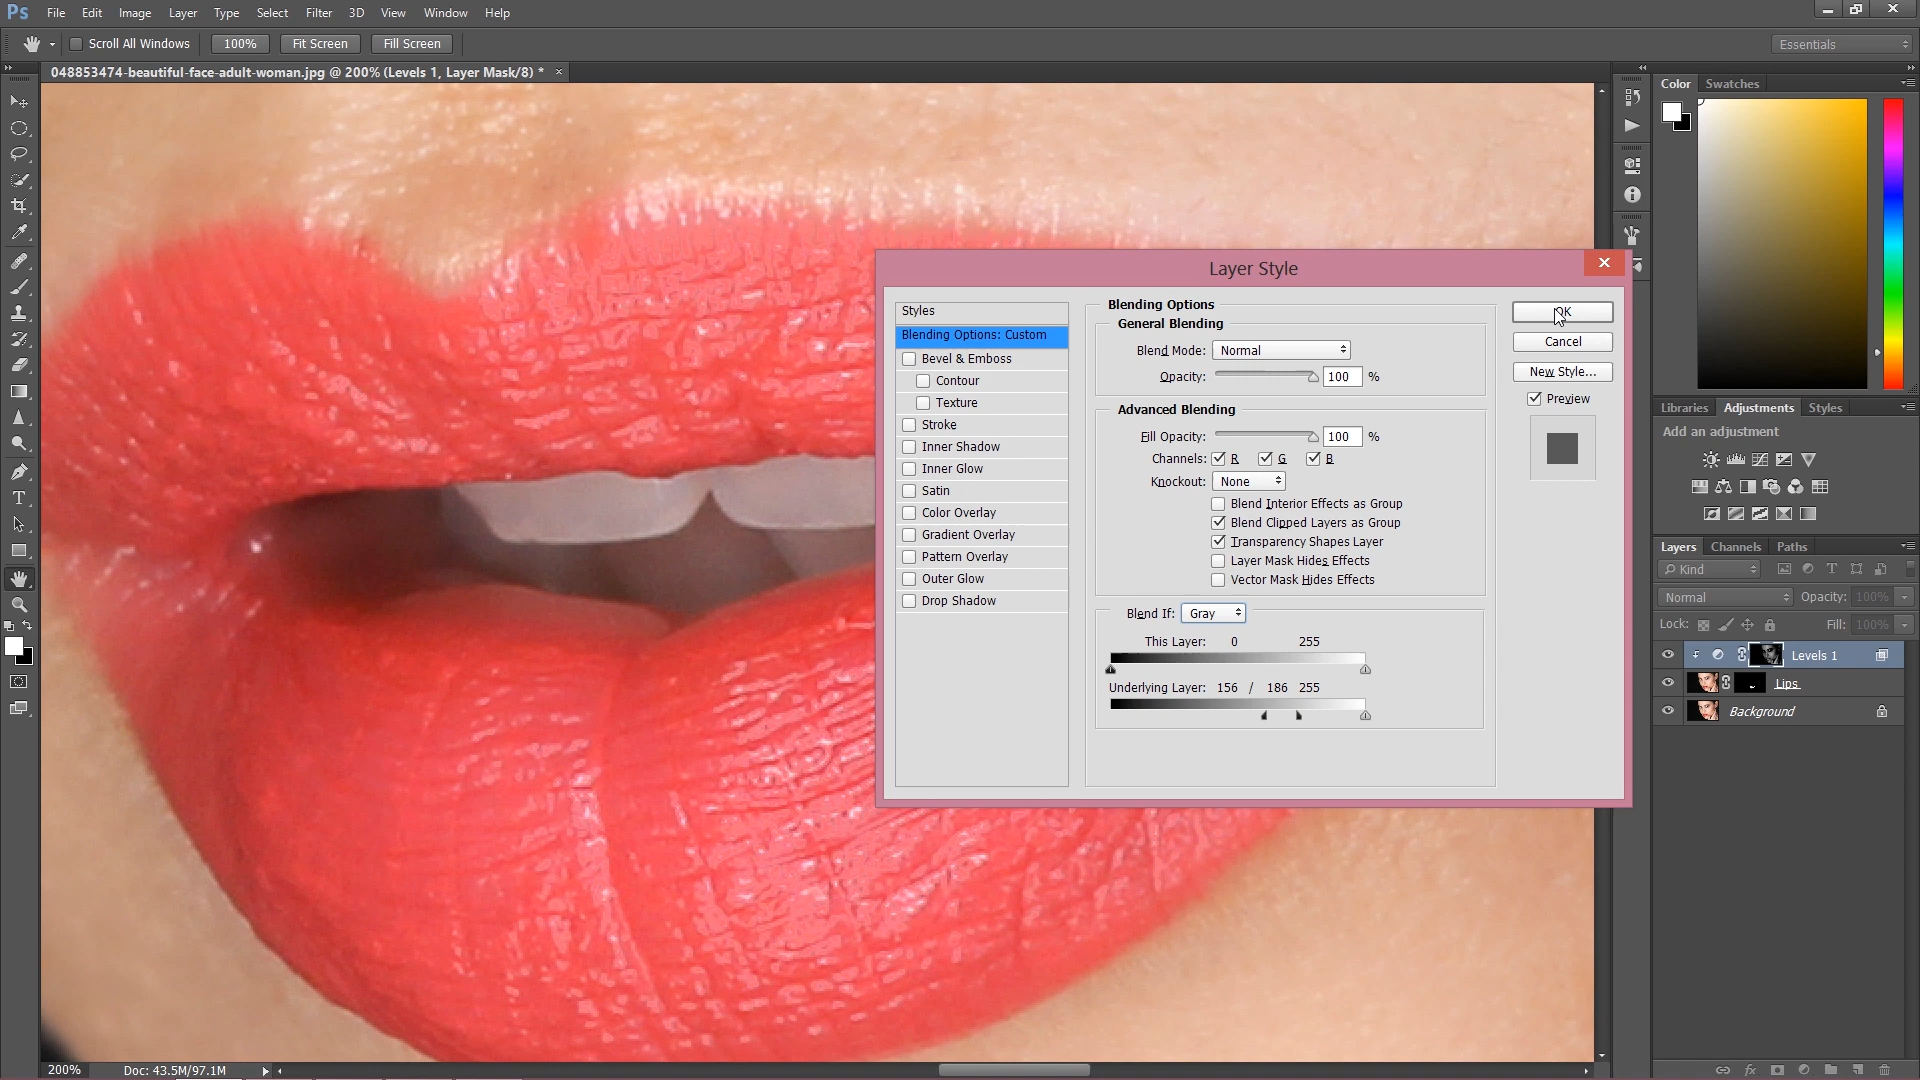 Ps File Edit Image Layer Type Select Filter 3D View Window Help
Scroll All Windows 100% Fit Screen Fill Screen Essentials
048853474-beautiful-face-adult-woman.jpg @ 200% (Levels 1, Layer Mask/8) * ×
Color Swatches
Layer Style
Styles
Blending Options: Custom
Bevel & Emboss
Contour
Texture
Stroke
Inner Shadow
Inner Glow
Satin
Color Overlay
Gradient Overlay
Pattern Overlay
Outer Glow
Drop Shadow
Blending Options
General Blending
Blend Mode: Normal
Opacity: 100 %
Advanced Blending
Fill Opacity: 100 %
Channels: R G B
Knockout: None
Blend Interior Effects as Group
Blend Clipped Layers as Group
Transparency Shapes Layer
Layer Mask Hides Effects
Vector Mask Hides Effects
Blend If: Gray
This Layer: 0 255
Underlying Layer: 156 / 186 255
OK
Cancel
New Style...
Preview
Libraries Adjustments Styles
Add an adjustment
Layers Channels Paths
Kind
Normal Opacity: 100%
Lock: Fill: 100%
Levels 1
Lips
Background
200% Doc: 43.5M/97.1M
fx